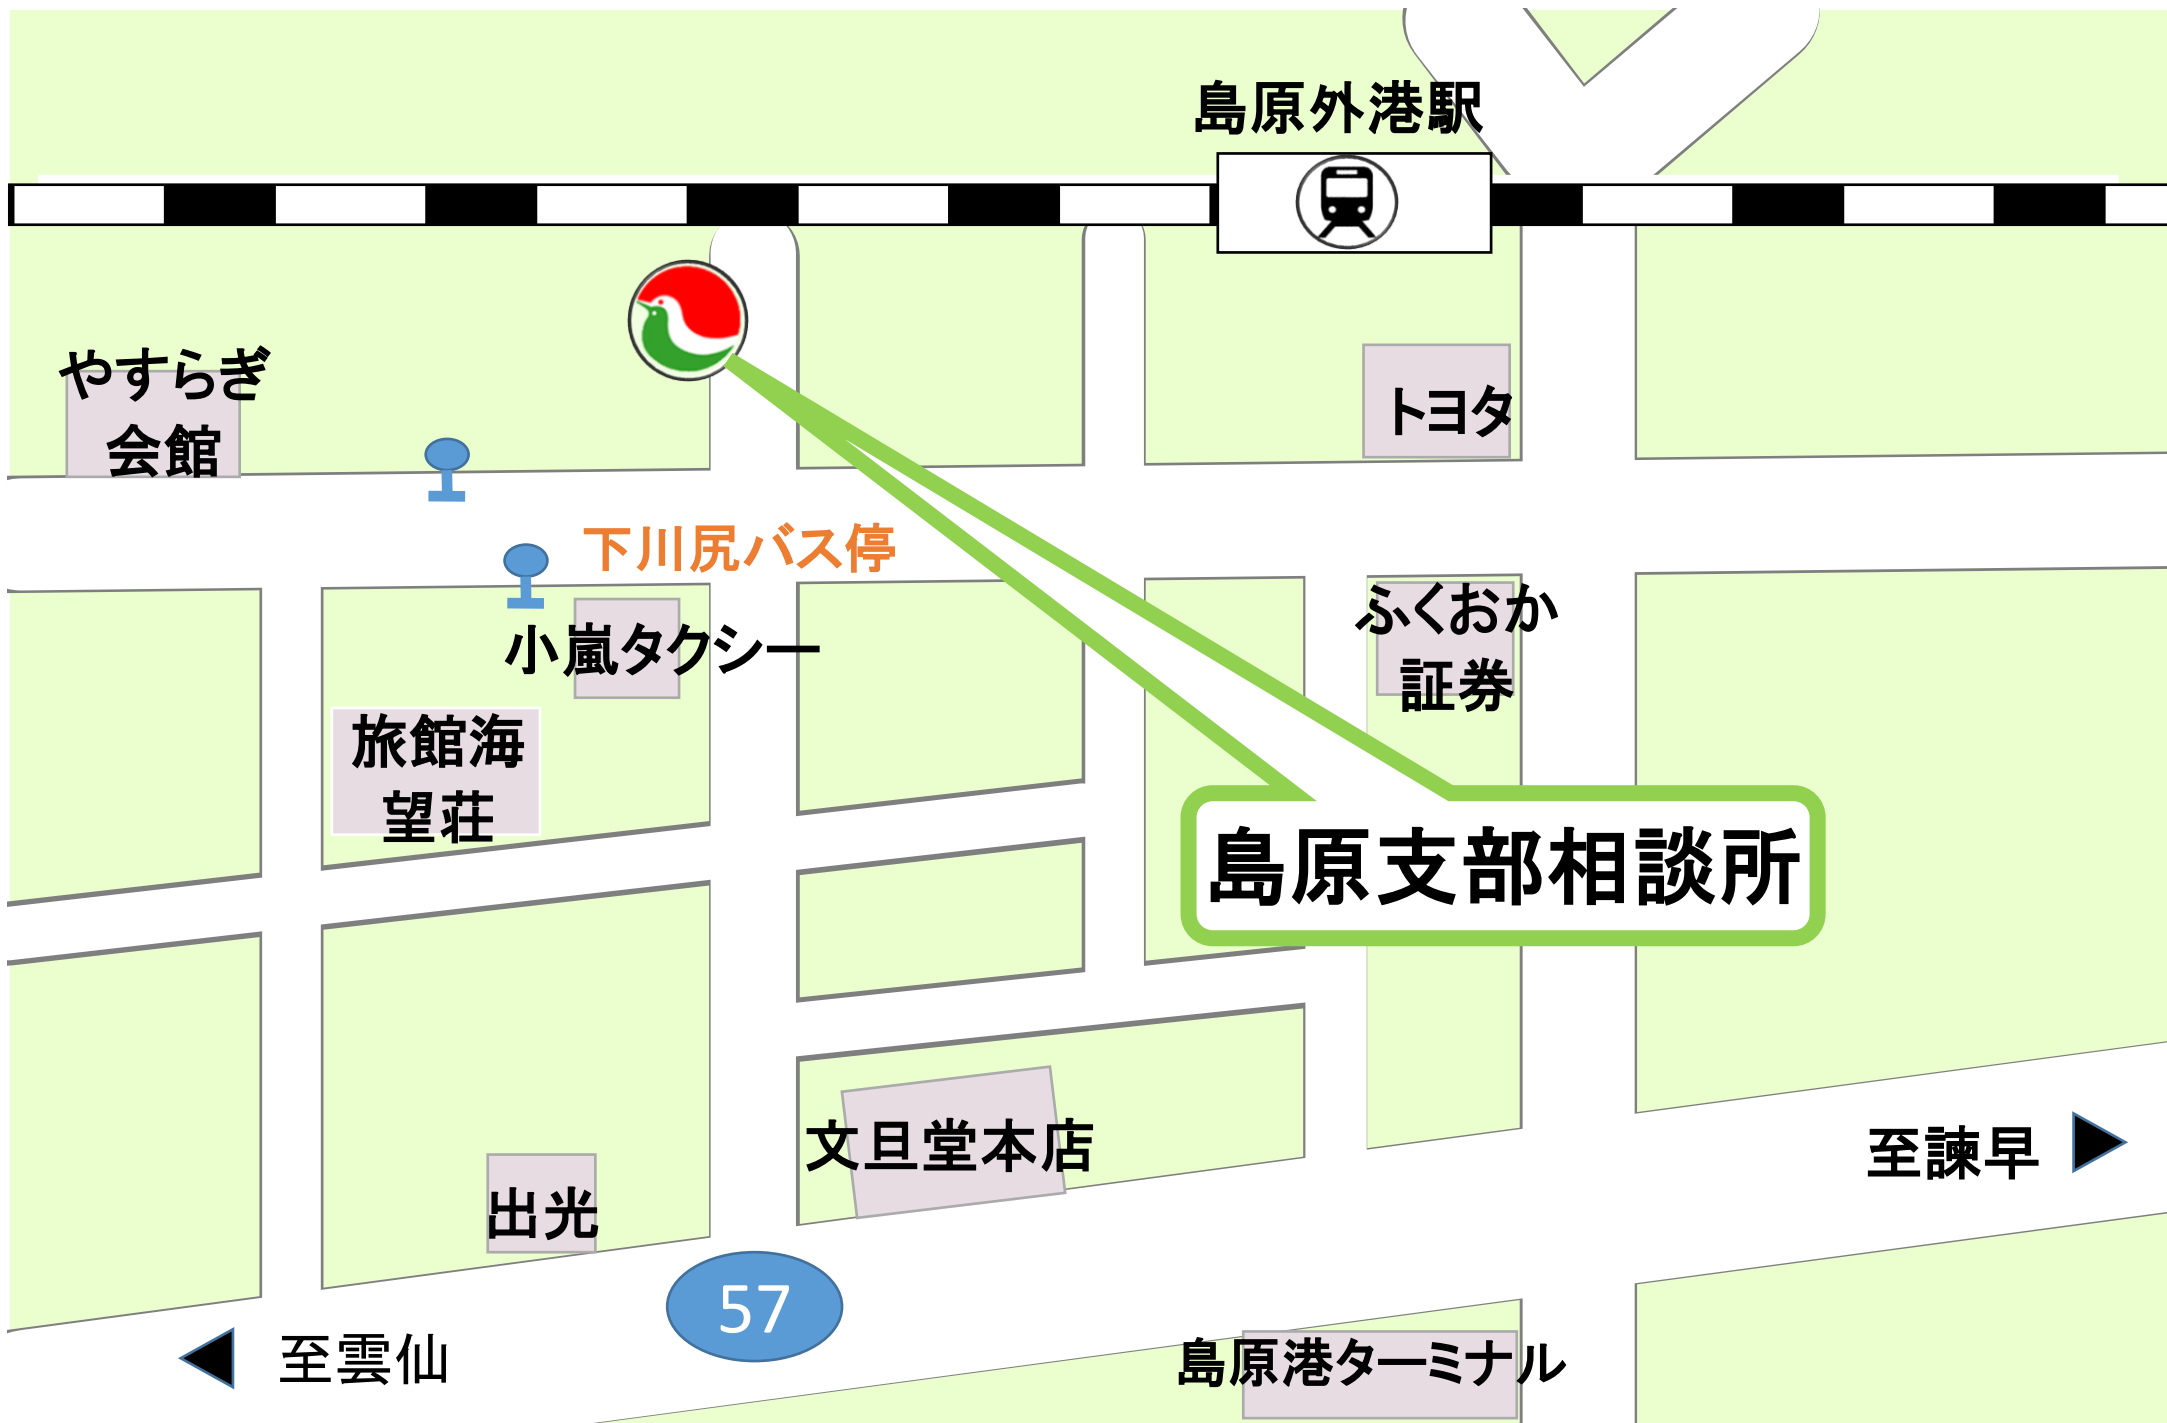 島原外港駅
やすらぎ
会館
トヨタ
下川尻バス停
小嵐タクシー
ふくおか
証券
旅館海
望荘
島原支部相談所
文旦堂本店
至諫早
出光
57
至雲仙
島原港ターミナル